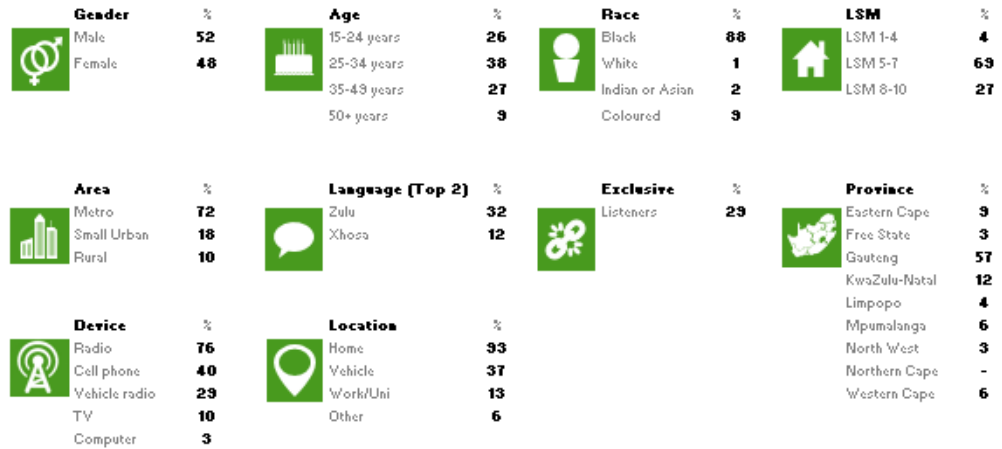 Gender %
Male 52
Female 48
Age %
15-24 years 26
25-34 years 38
35-49 years 27
50+ years 9
Race %
Black 88
White 1
Indian or Asian 2
Coloured 9
LSM %
LSM 1-4 4
LSM 5-7 69
LSM 8-10 27
Area %
Metro 72
Small Urban 18
Rural 10
Language (Top 2) %
Zulu 32
Xhosa 12
Exclusive %
Listeners 29
Province %
Eastern Cape 9
Free State 3
Gauteng 57
KwaZulu-Natal 12
Limpopo 4
Mpumalanga 6
North West 3
Northern Cape -
Western Cape 6
Device %
Radio 76
Cell phone 40
Vehicle radio 29
TV 10
Computer 3
Location %
Home 93
Vehicle 37
Work/Uni 13
Other 6